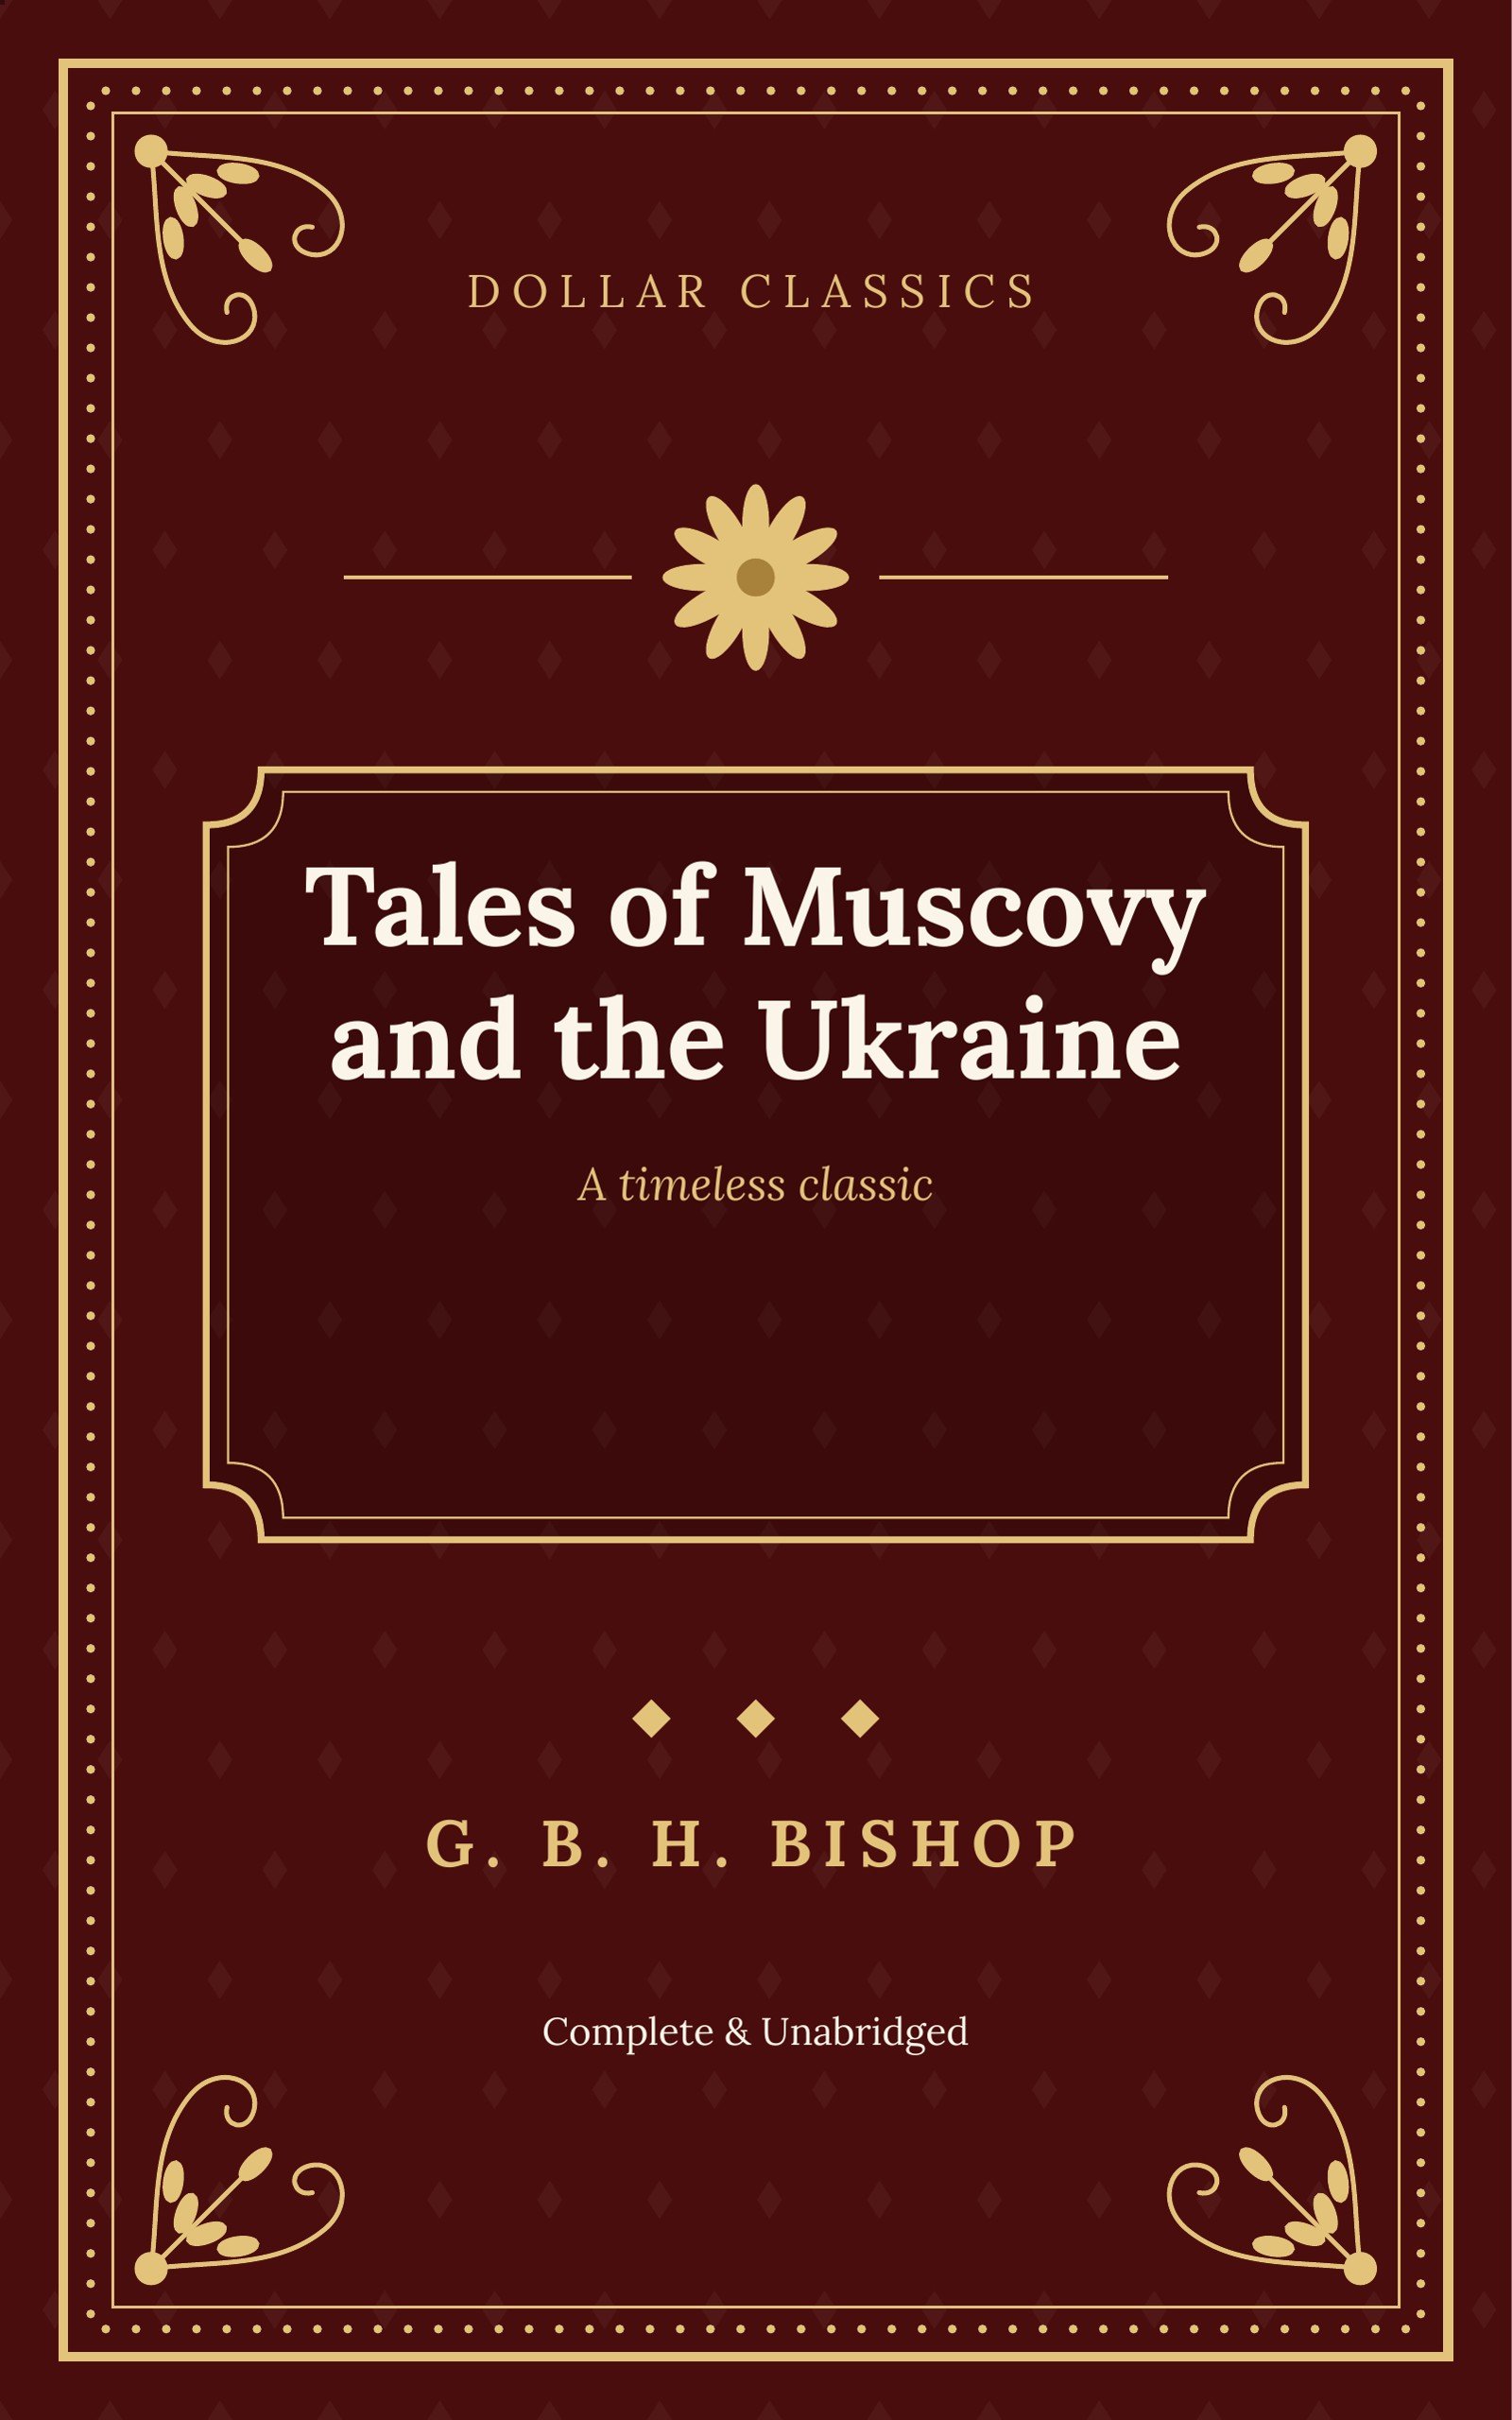 DOLLAR CLASSICS
Tales of Muscovy
and the Ukraine
A timeless classic
G. B. H. BISHOP
Complete & Unabridged